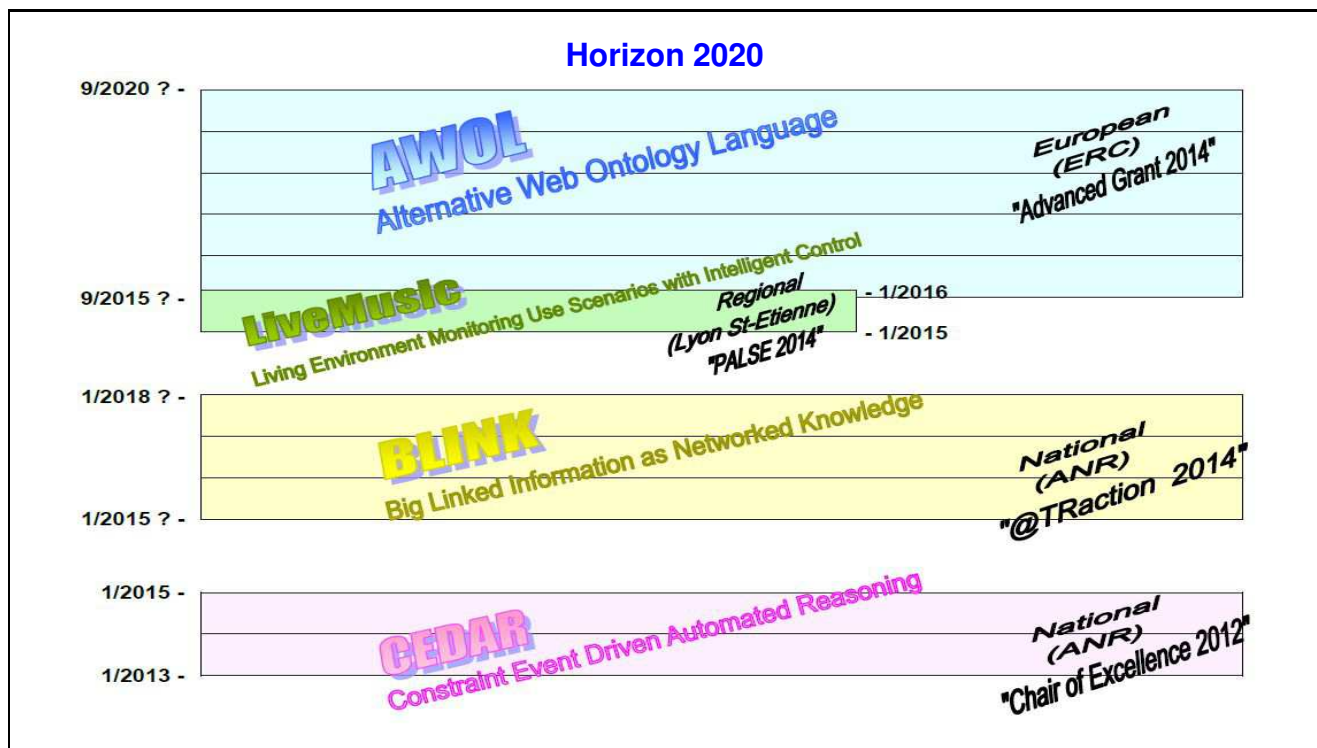 Horizon 2020
9/2020 ? -
AWOL
Alternative Web Ontology Language
European
(ERC)
"Advanced Grant 2014"
9/2015 ? -
LiveMusic
Living Environment Monitoring Use Scenarios with Intelligent Control
Regional
(Lyon St-Etienne)
"PALSE 2014"
- 1/2016
- 1/2015
1/2018 ? -
BLINK
Big Linked Information as Networked Knowledge
National
(ANR)
"@TRaction 2014"
1/2015 ? -
1/2015 -
CEDAR
Constraint Event Driven Automated Reasoning
National
(ANR)
"Chair of Excellence 2012"
1/2013 -